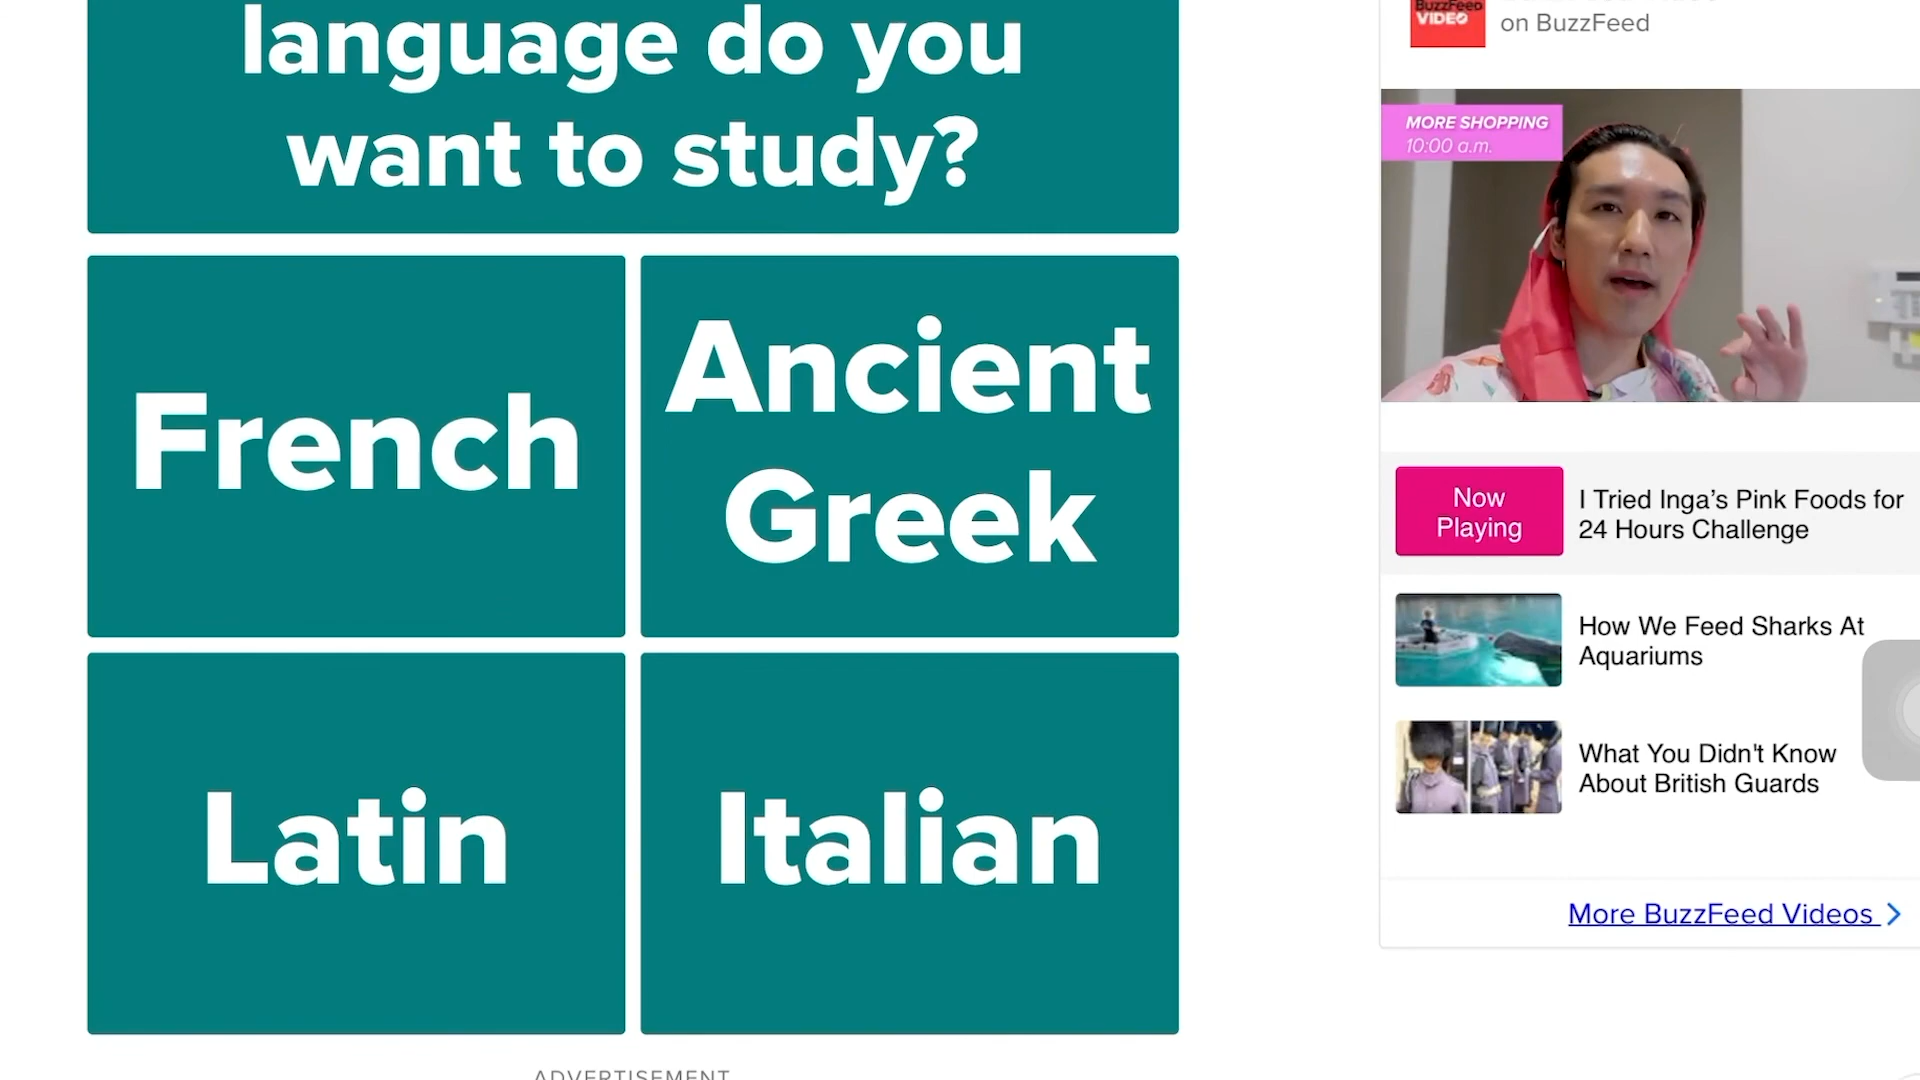 language do you
want to study?
French
Ancient
Greek
Latin
Italian
ADVERTISEMENT
BuzzFeed
VIDEO
on BuzzFeed
MORE SHOPPING
10:00 a.m.
Now
Playing
I Tried Inga’s Pink Foods for
24 Hours Challenge
How We Feed Sharks At
Aquariums
What You Didn't Know
About British Guards
More BuzzFeed Videos